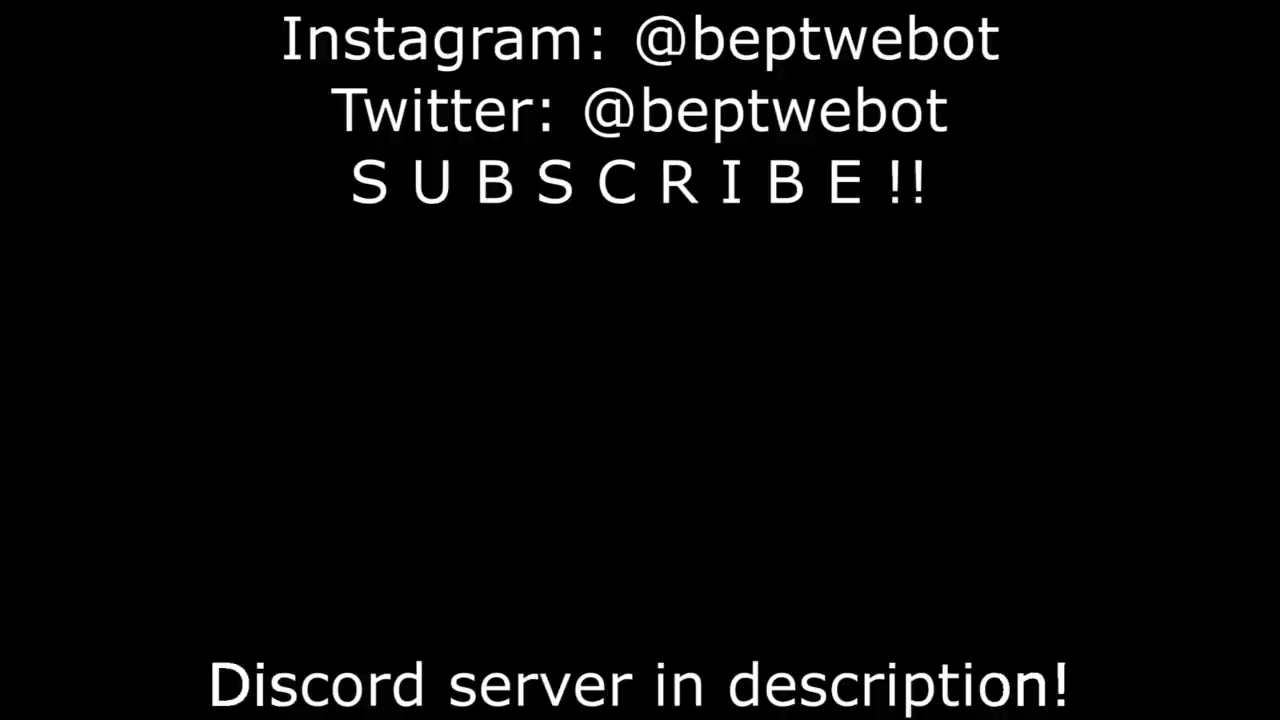 Instagram: @beptwebot
Twitter: @beptwebot
S U B S C R I B E !!
Discord server in description!